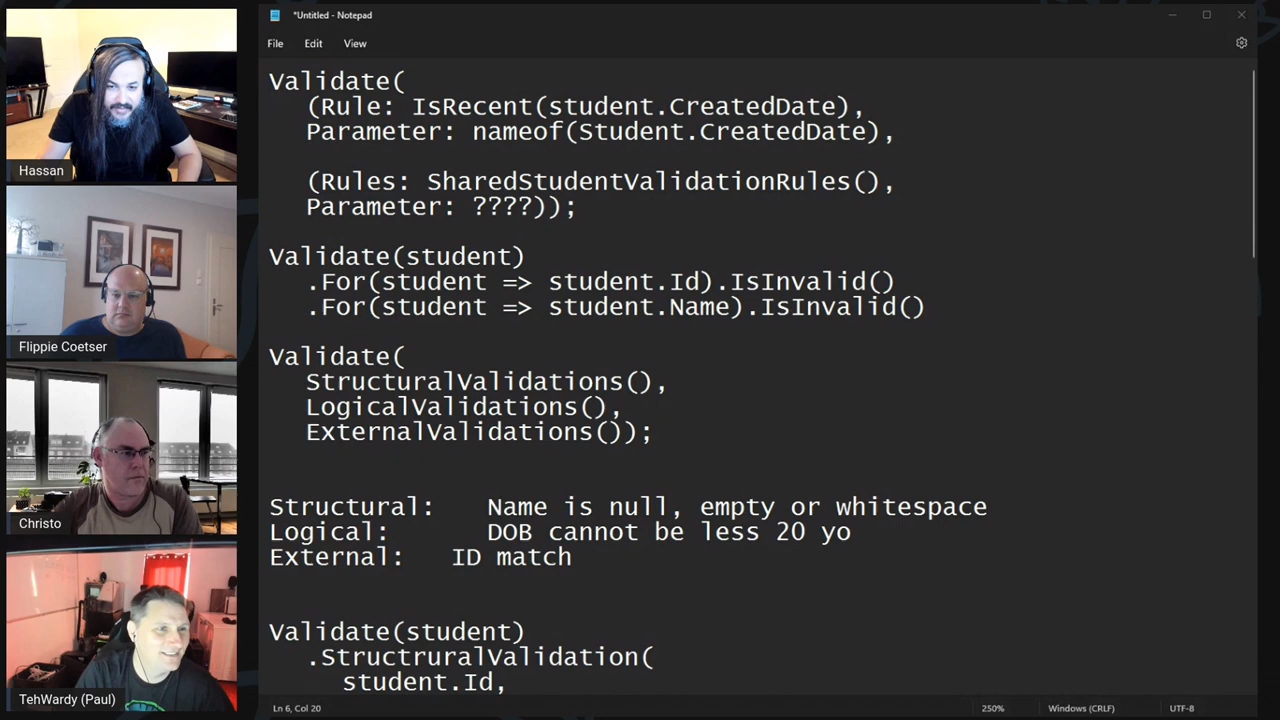 *Untitled - Notepad
File Edit View
Validate(
(Rule: IsRecent(student.CreatedDate),
Parameter: nameof(Student.CreatedDate),
(Rules: SharedStudentValidationRules(),
Parameter: ????));
Validate(student)
.For(student => student.Id).IsInvalid()
.For(student => student.Name).IsInvalid()
Validate(
StructuralValidations(),
LogicalValidations(),
ExternalValidations());
Structural: Name is null, empty or whitespace
Logical: DOB cannot be less 20 yo
External: ID match
Validate(student)
.StructruralValidation(
student.Id,
Ln 6, Col 20 250% Windows (CRLF) UTF-8
Hassan
Flippie Coetser
Christo
TehWardy (Paul)